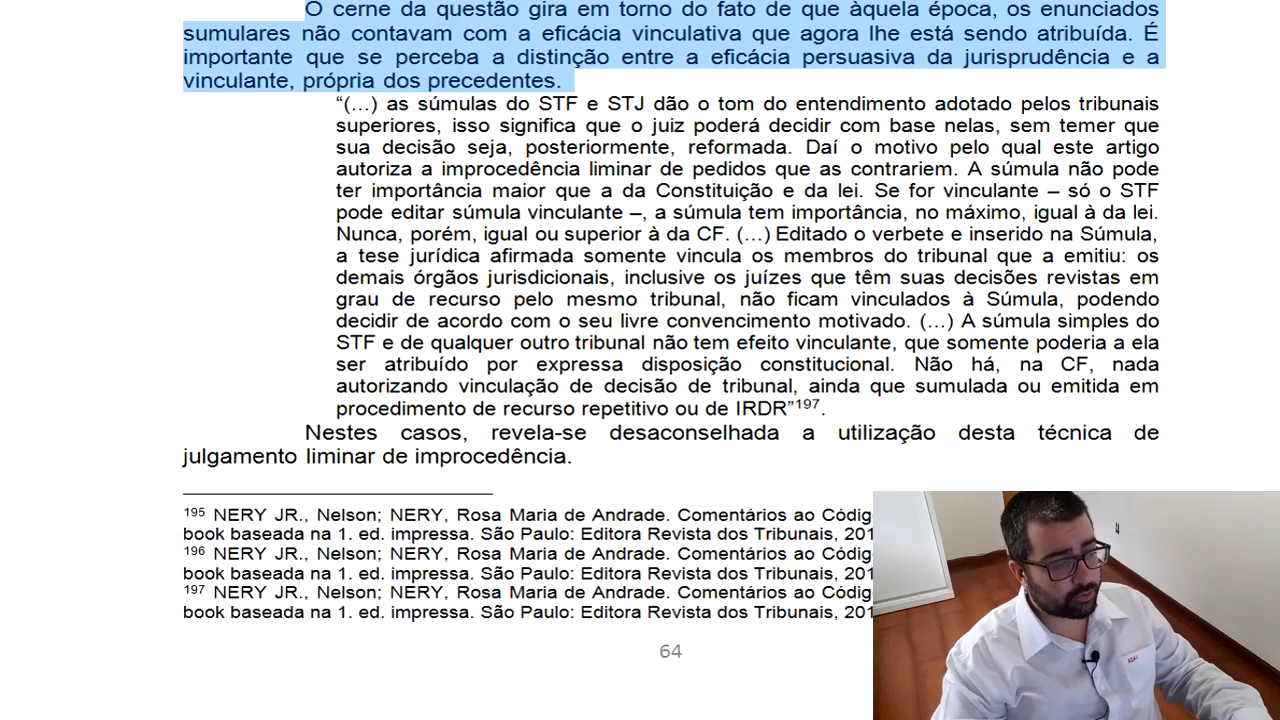 O cerne da questão gira em torno do fato de que àquela época, os enunciados
sumulares não contavam com a eficácia vinculativa que agora lhe está sendo atribuída. É
importante que se perceba a distinção entre a eficácia persuasiva da jurisprudência e a
vinculante, própria dos precedentes.
“(…) as súmulas do STF e STJ dão o tom do entendimento adotado pelos tribunais
superiores, isso significa que o juiz poderá decidir com base nelas, sem temer que
sua decisão seja, posteriormente, reformada. Daí o motivo pelo qual este artigo
autoriza a improcedência liminar de pedidos que as contrariem. A súmula não pode
ter importância maior que a da Constituição e da lei. Se for vinculante – só o STF
pode editar súmula vinculante –, a súmula tem importância, no máximo, igual à da lei.
Nunca, porém, igual ou superior à da CF. (…) Editado o verbete e inserido na Súmula,
a tese jurídica afirmada somente vincula os membros do tribunal que a emitiu: os
demais órgãos jurisdicionais, inclusive os juízes que têm suas decisões revistas em
grau de recurso pelo mesmo tribunal, não ficam vinculados à Súmula, podendo
decidir de acordo com o seu livre convencimento motivado. (…) A súmula simples do
STF e de qualquer outro tribunal não tem efeito vinculante, que somente poderia a ela
ser atribuído por expressa disposição constitucional. Não há, na CF, nada
autorizando vinculação de decisão de tribunal, ainda que sumulada ou emitida em
procedimento de recurso repetitivo ou de IRDR”197.
Nestes casos, revela-se desaconselhada a utilização desta técnica de
julgamento liminar de improcedência.
195 NERY JR., Nelson; NERY, Rosa Maria de Andrade. Comentários ao Códig
book baseada na 1. ed. impressa. São Paulo: Editora Revista dos Tribunais, 201
196 NERY JR., Nelson; NERY, Rosa Maria de Andrade. Comentários ao Códig
book baseada na 1. ed. impressa. São Paulo: Editora Revista dos Tribunais, 201
197 NERY JR., Nelson; NERY, Rosa Maria de Andrade. Comentários ao Códig
book baseada na 1. ed. impressa. São Paulo: Editora Revista dos Tribunais, 201
64